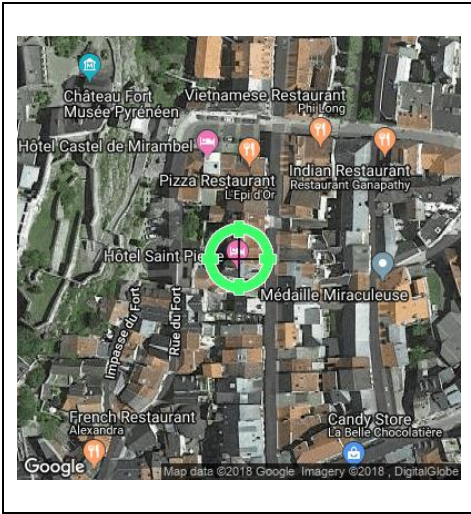 Château Fort
Musée Pyrénéen
Vietnamese Restaurant
Phi Long
Hôtel Castel de Mirambel
Pizza Restaurant
L'Epi d'Or
Indian Restaurant
Restaurant Ganapathy
Hôtel Saint Pie
Médaille Miraculeuse
Impasse du Fort
Rue du Fort
French Restaurant
Alexandra
Candy Store
La Belle Chocolatière
Google
Map data ©2018 Google Imagery ©2018 , DigitalGlobe